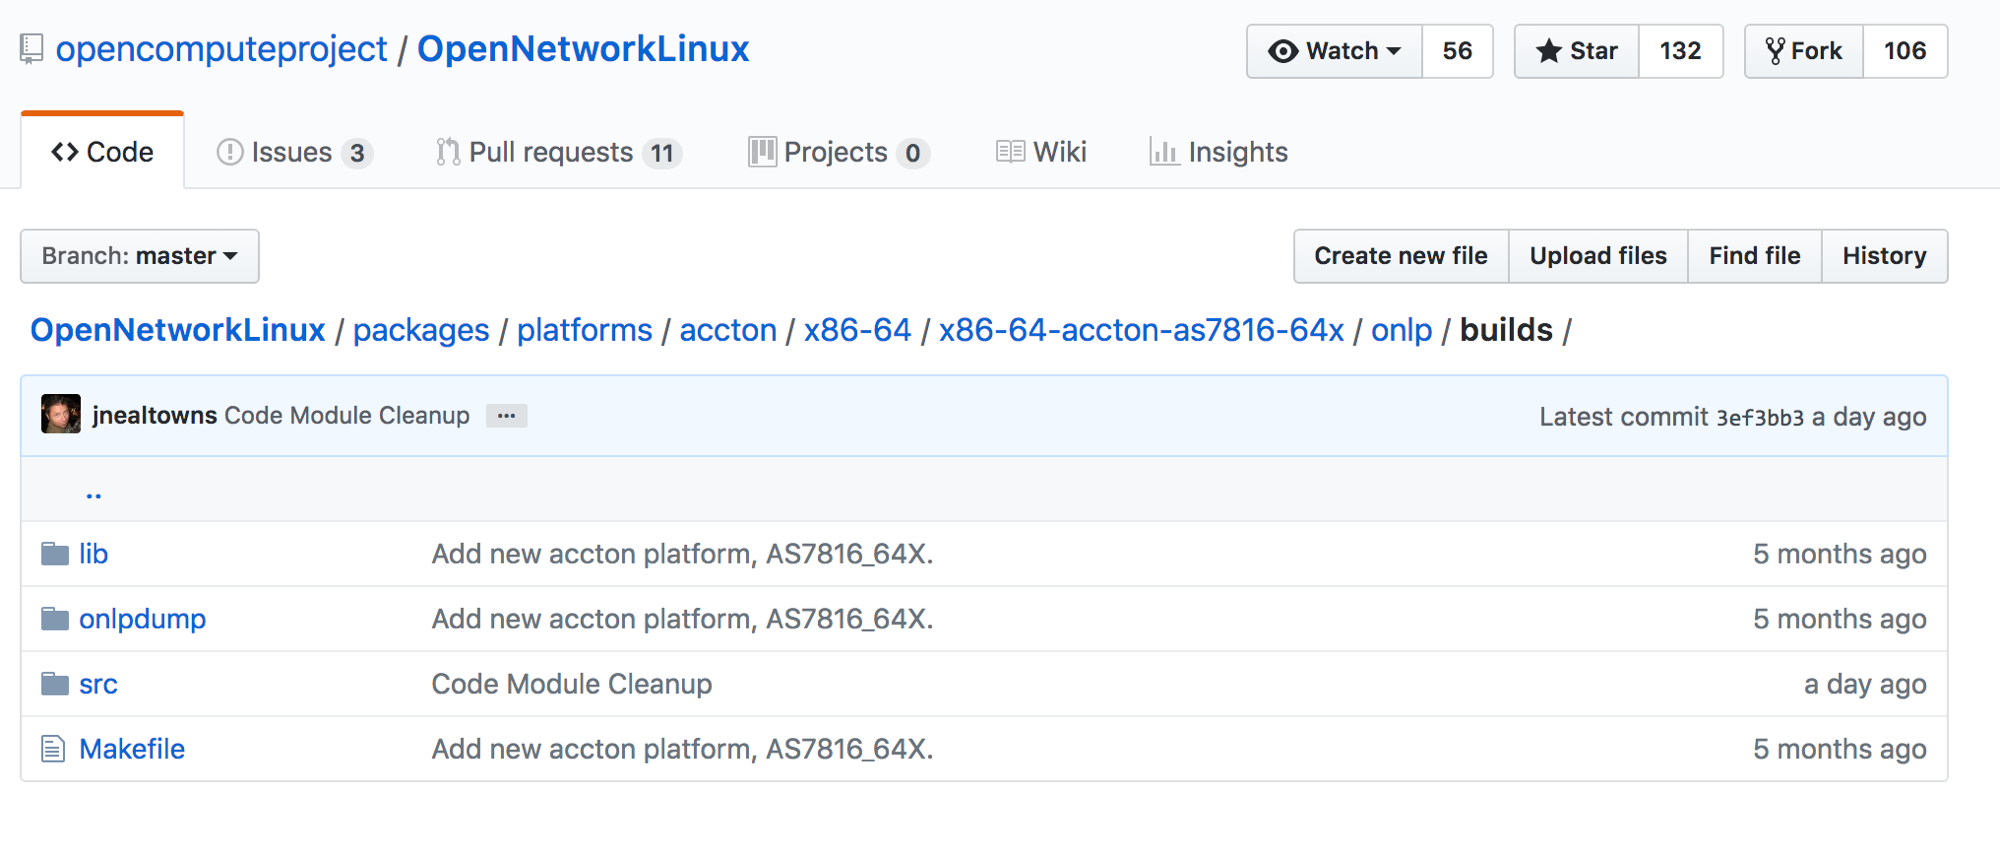 opencomputeproject / OpenNetworkLinux Watch 56 Star 132 Fork 106
Code Issues 3 Pull requests 11 Projects 0 Wiki Insights
Branch: master Create new file Upload files Find file History
OpenNetworkLinux / packages / platforms / accton / x86-64 / x86-64-accton-as7816-64x / onlp / builds /
jnealtowns Code Module Cleanup ... Latest commit 3ef3bb3 a day ago
..
lib Add new accton platform, AS7816_64X. 5 months ago
onlpdump Add new accton platform, AS7816_64X. 5 months ago
src Code Module Cleanup a day ago
Makefile Add new accton platform, AS7816_64X. 5 months ago